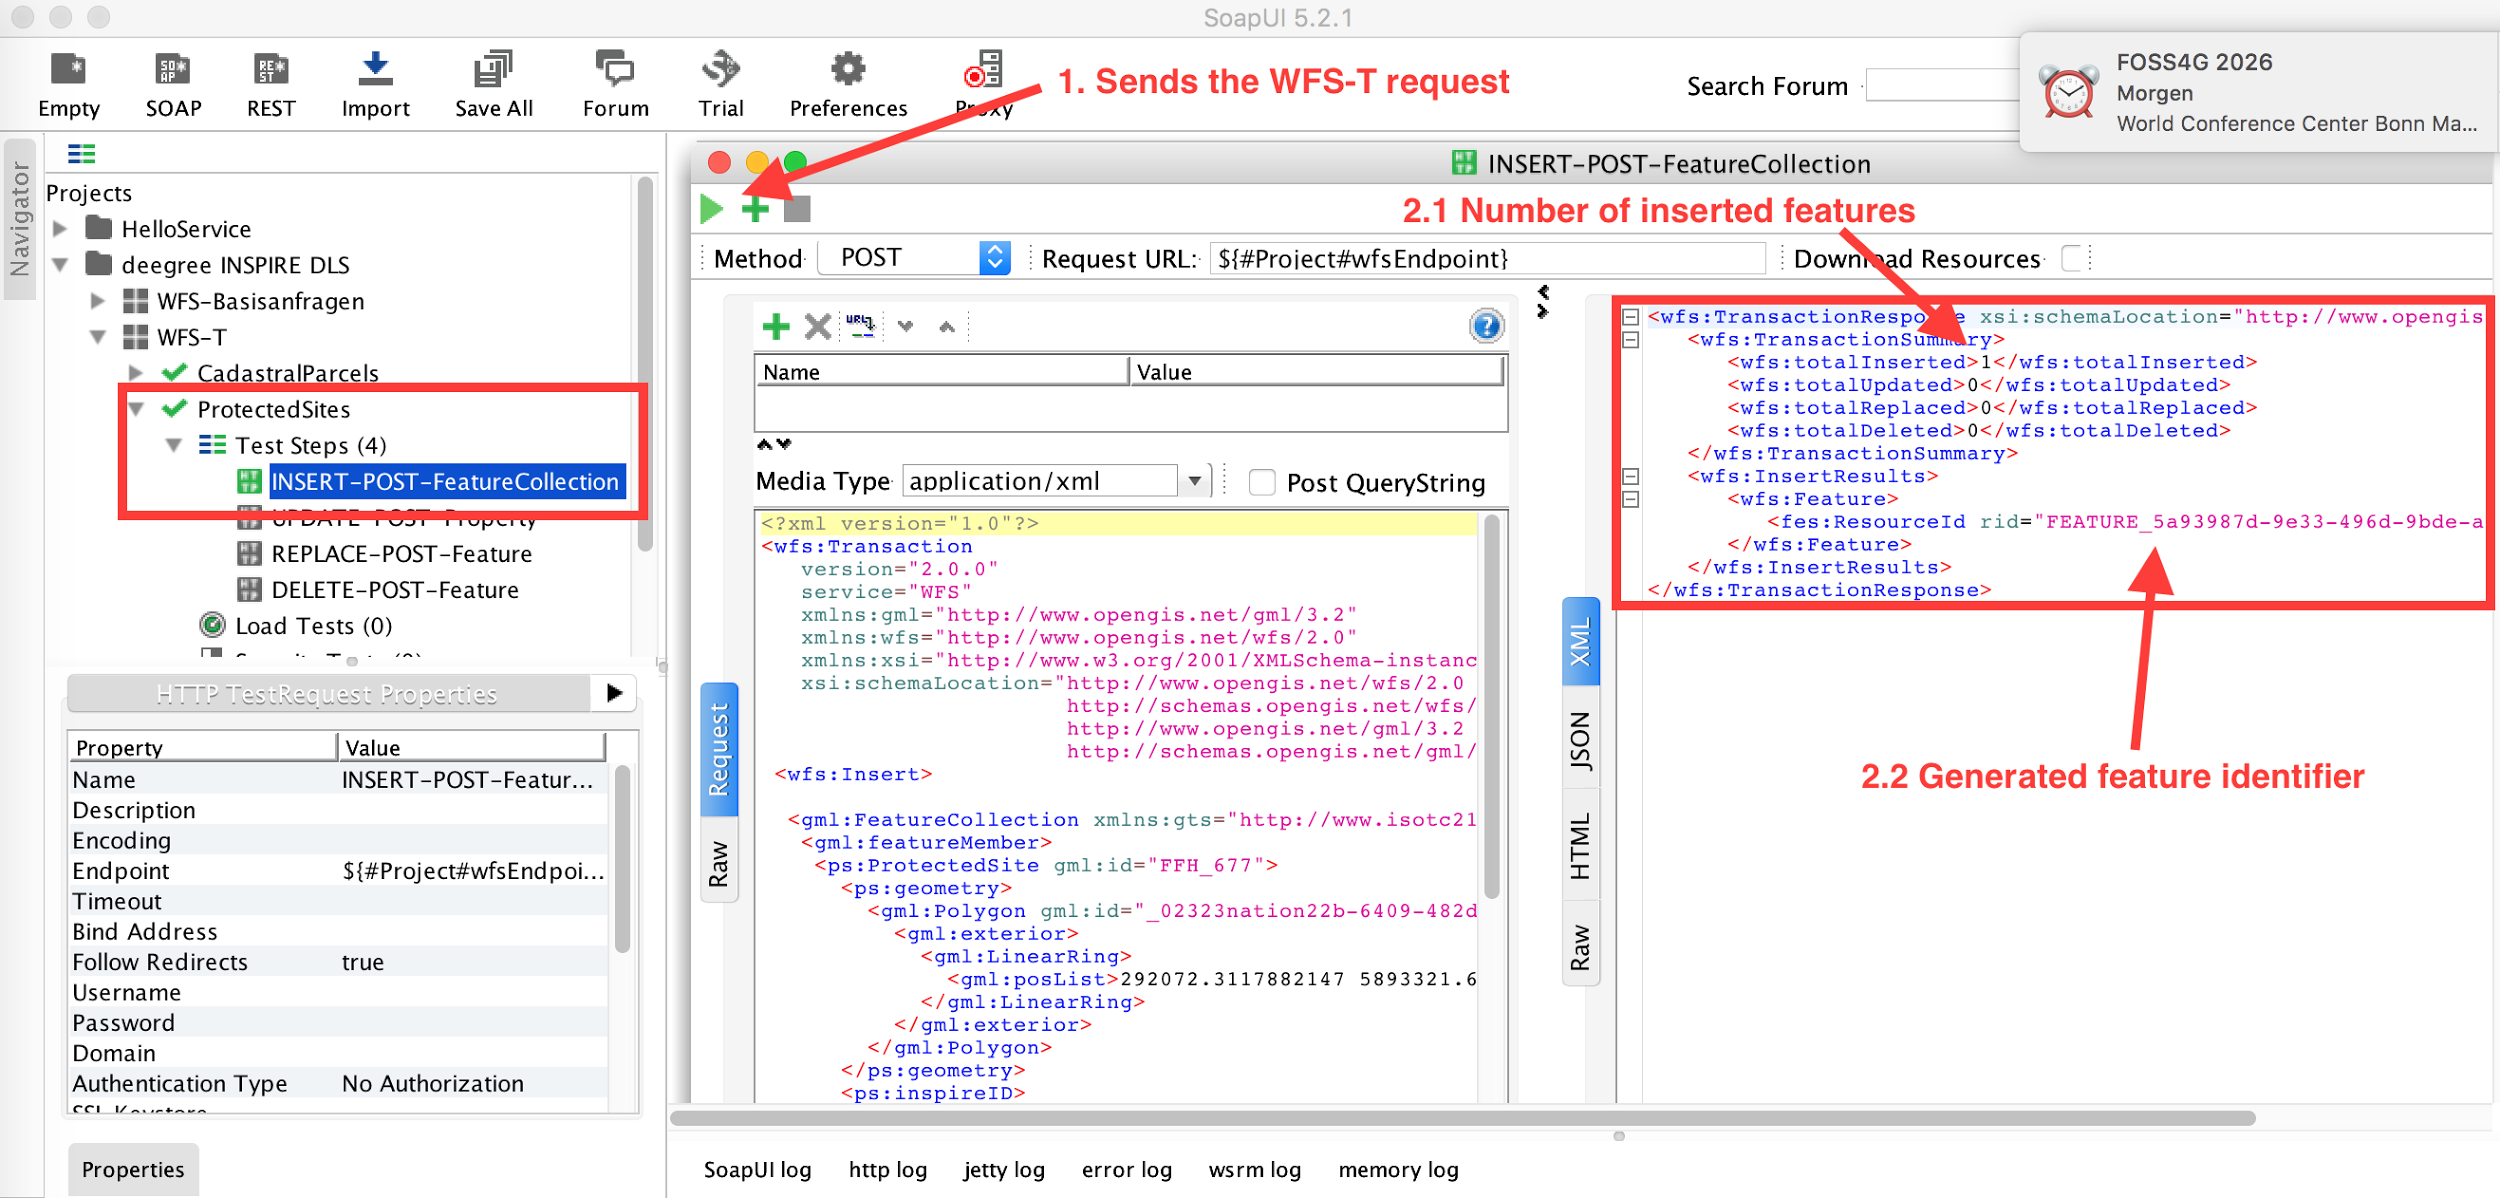 SoapUI 5.2.1
Empty
SOAP
REST
Import
Save All
Forum
Trial
Preferences
Proxy
1. Sends the WFS-T request
Search Forum
FOSS4G 2026
Morgen
World Conference Center Bonn Ma...
Navigator
Projects
HelloService
deegree INSPIRE DLS
WFS-Basisanfragen
WFS-T
CadastralParcels
ProtectedSites
Test Steps (4)
INSERT-POST-FeatureCollection
UPDATE-POST-Property
REPLACE-POST-Feature
DELETE-POST-Feature
Load Tests (0)
HTTP TestRequest Properties
Property Value
Name INSERT-POST-Featur...
Description
Encoding
Endpoint ${#Project#wfsEndpoi...
Timeout
Bind Address
Follow Redirects true
Username
Password
Domain
Authentication Type No Authorization
SSL Keystore
Properties
INSERT-POST-FeatureCollection
2.1 Number of inserted features
Method POST Request URL: ${#Project#wfsEndpoint} Download Resources
Name Value
Media Type application/xml Post QueryString
Request
Raw
<?xml version="1.0"?>
<wfs:Transaction
version="2.0.0"
service="WFS"
xmlns:gml="http://www.opengis.net/gml/3.2"
xmlns:wfs="http://www.opengis.net/wfs/2.0"
xmlns:xsi="http://www.w3.org/2001/XMLSchema-instanc
xsi:schemaLocation="http://www.opengis.net/wfs/2.0
http://schemas.opengis.net/wfs/
http://www.opengis.net/gml/3.2
http://schemas.opengis.net/gml/
<wfs:Insert>
<gml:FeatureCollection xmlns:gts="http://www.isotc21
<gml:featureMember>
<ps:ProtectedSite gml:id="FFH_677">
<ps:geometry>
<gml:Polygon gml:id="_02323nation22b-6409-482d
<gml:exterior>
<gml:LinearRing>
<gml:posList>292072.3117882147 5893321.6
</gml:LinearRing>
</gml:exterior>
</gml:Polygon>
</ps:geometry>
<ps:inspireID>
XML
JSON
HTML
Raw
<wfs:TransactionResponse xsi:schemaLocation="http://www.opengis
<wfs:TransactionSummary>
<wfs:totalInserted>1</wfs:totalInserted>
<wfs:totalUpdated>0</wfs:totalUpdated>
<wfs:totalReplaced>0</wfs:totalReplaced>
<wfs:totalDeleted>0</wfs:totalDeleted>
</wfs:TransactionSummary>
<wfs:InsertResults>
<wfs:Feature>
<fes:ResourceId rid="FEATURE_5a93987d-9e33-496d-9bde-a
</wfs:Feature>
</wfs:InsertResults>
</wfs:TransactionResponse>
2.2 Generated feature identifier
SoapUI log http log jetty log error log wsrm log memory log